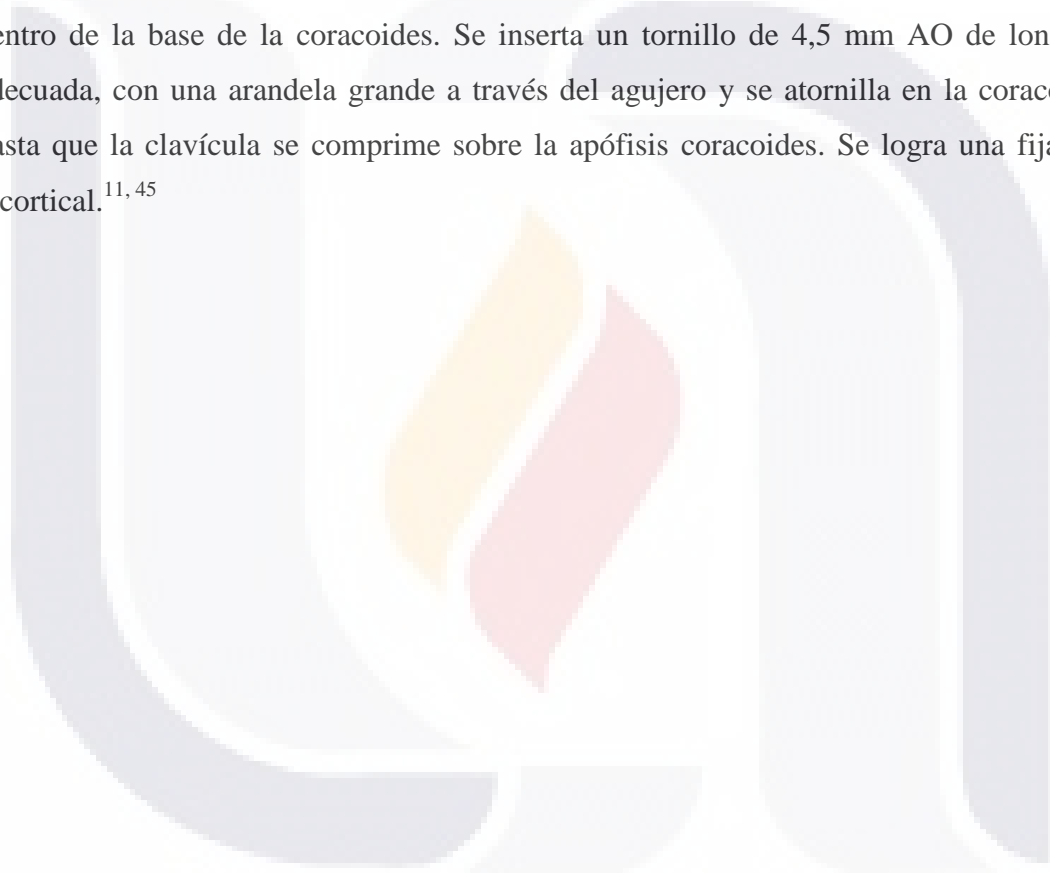 entro de la base de la coracoides. Se inserta un tornillo de 4,5 mm AO de lon
decuada, con una arandela grande a través del agujero y se atornilla en la corac
asta que la clavícula se comprime sobre la apófisis coracoides. Se logra una fija
cortical.11, 45